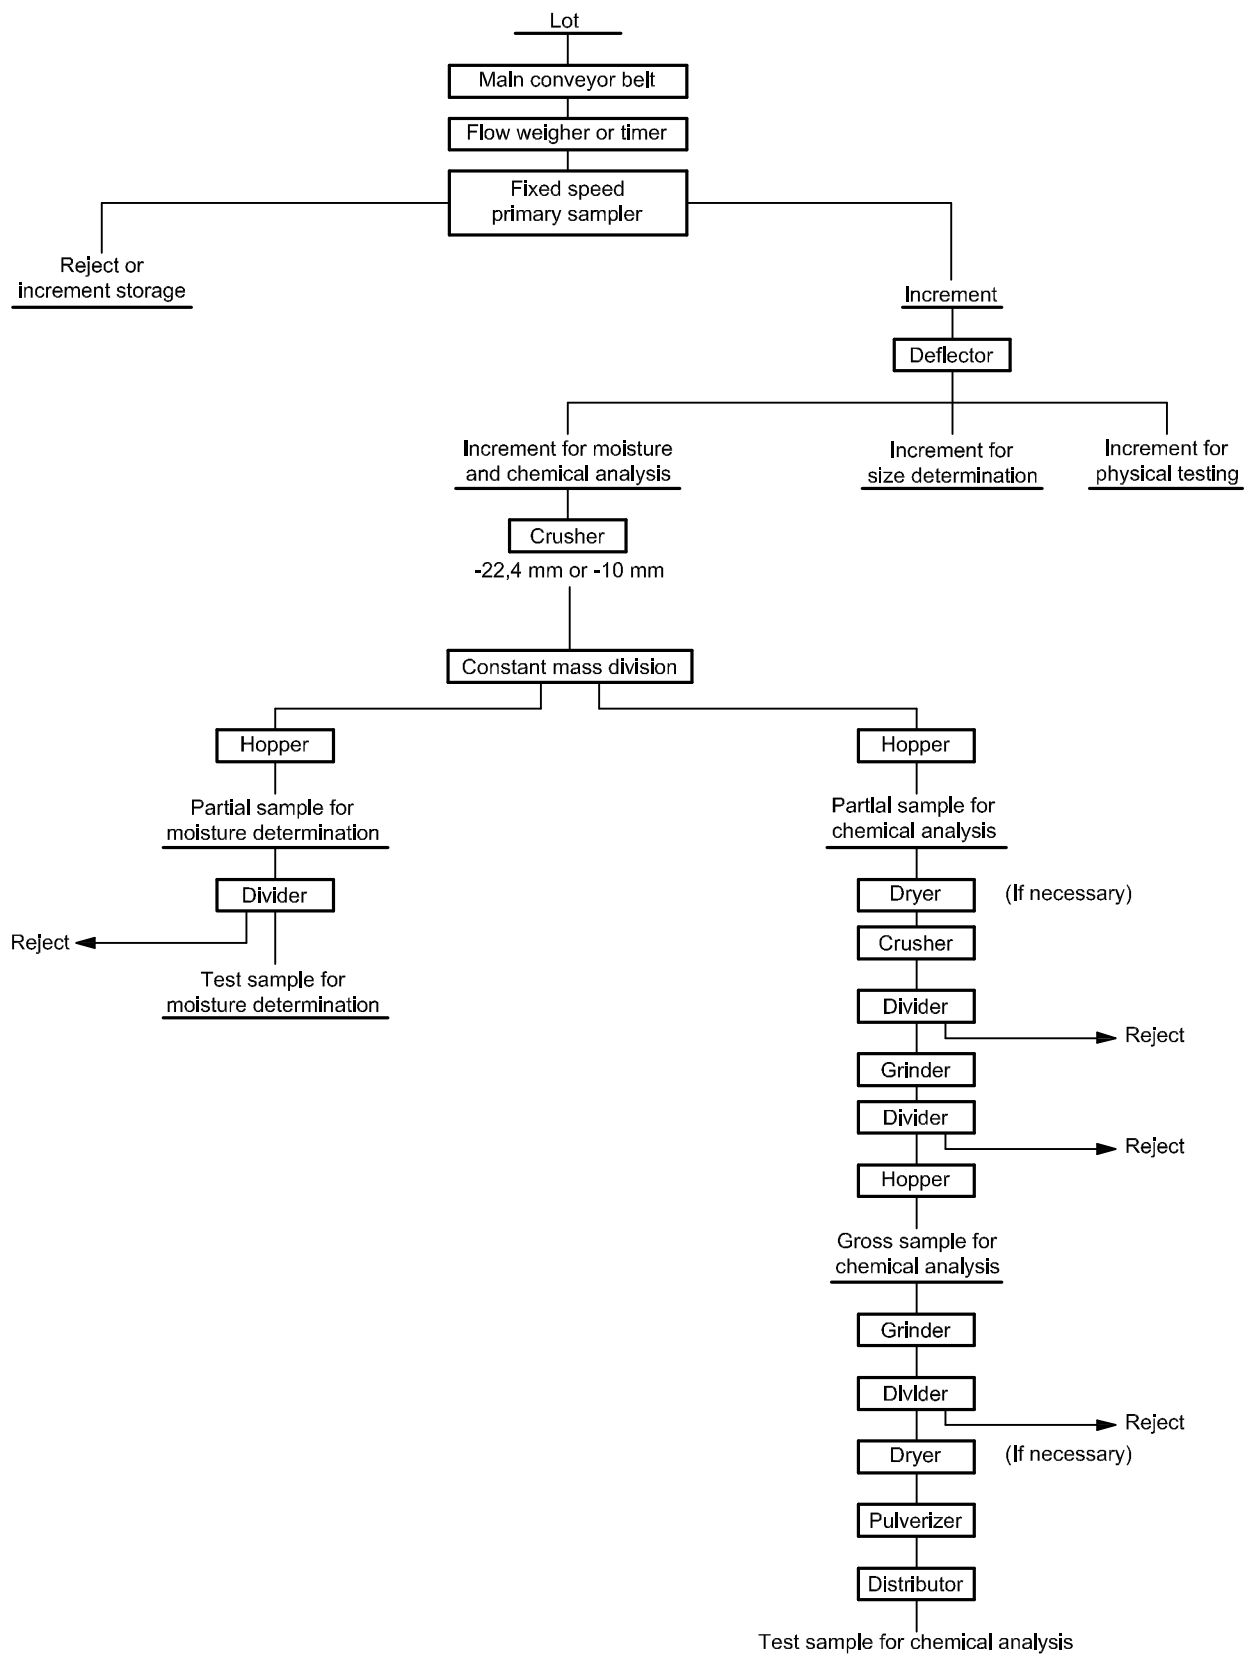 Lot
Main conveyor belt
Flow weigher or timer
Fixed speed
primary sampler
Reject or
increment storage
Increment
Deflector
Increment for moisture
and chemical analysis
Increment for
size determination
Increment for
physical testing
Crusher
-22,4 mm or -10 mm
Constant mass division
Hopper
Hopper
Partial sample for
moisture determination
Partial sample for
chemical analysis
Divider
Dryer
(If necessary)
Reject
Crusher
Test sample for
moisture determination
Divider
Reject
Grinder
Divider
Reject
Hopper
Gross sample for
chemical analysis
Grinder
Divider
Reject
Dryer
(If necessary)
Pulverizer
Distributor
Test sample for chemical analysis